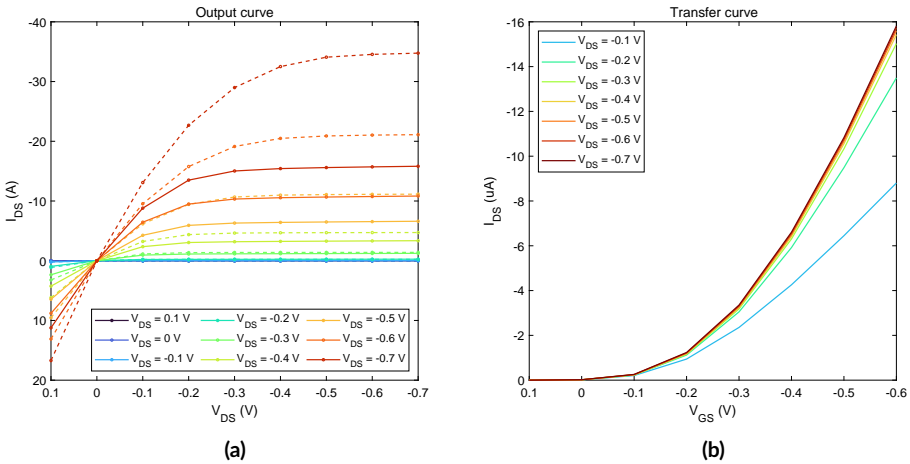 Output curve
-40
-30
-20
-10
0
10
20
I_DS (A)
V_DS = 0.1 V
V_DS = 0V
V_DS = -0.1 V
V_DS = -0.2 V
V_DS = -0.3 V
V_DS = -0.4 V
V_DS = -0.5 V
V_DS = -0.6 V
V_DS = -0.7 V
0.1 0 -0.1 -0.2 -0.3 -0.4 -0.5 -0.6 -0.7
V_DS (V)
(a)
Transfer curve
-16
-14
-12
-10
-8
-6
-4
-2
0
I_DS (uA)
V_DS = -0.1 V
V_DS = -0.2 V
V_DS = -0.3 V
V_DS = -0.4 V
V_DS = -0.5 V
V_DS = -0.6 V
V_DS = -0.7 V
0.1 0 -0.1 -0.2 -0.3 -0.4 -0.5 -0.6
V_GS (V)
(b)